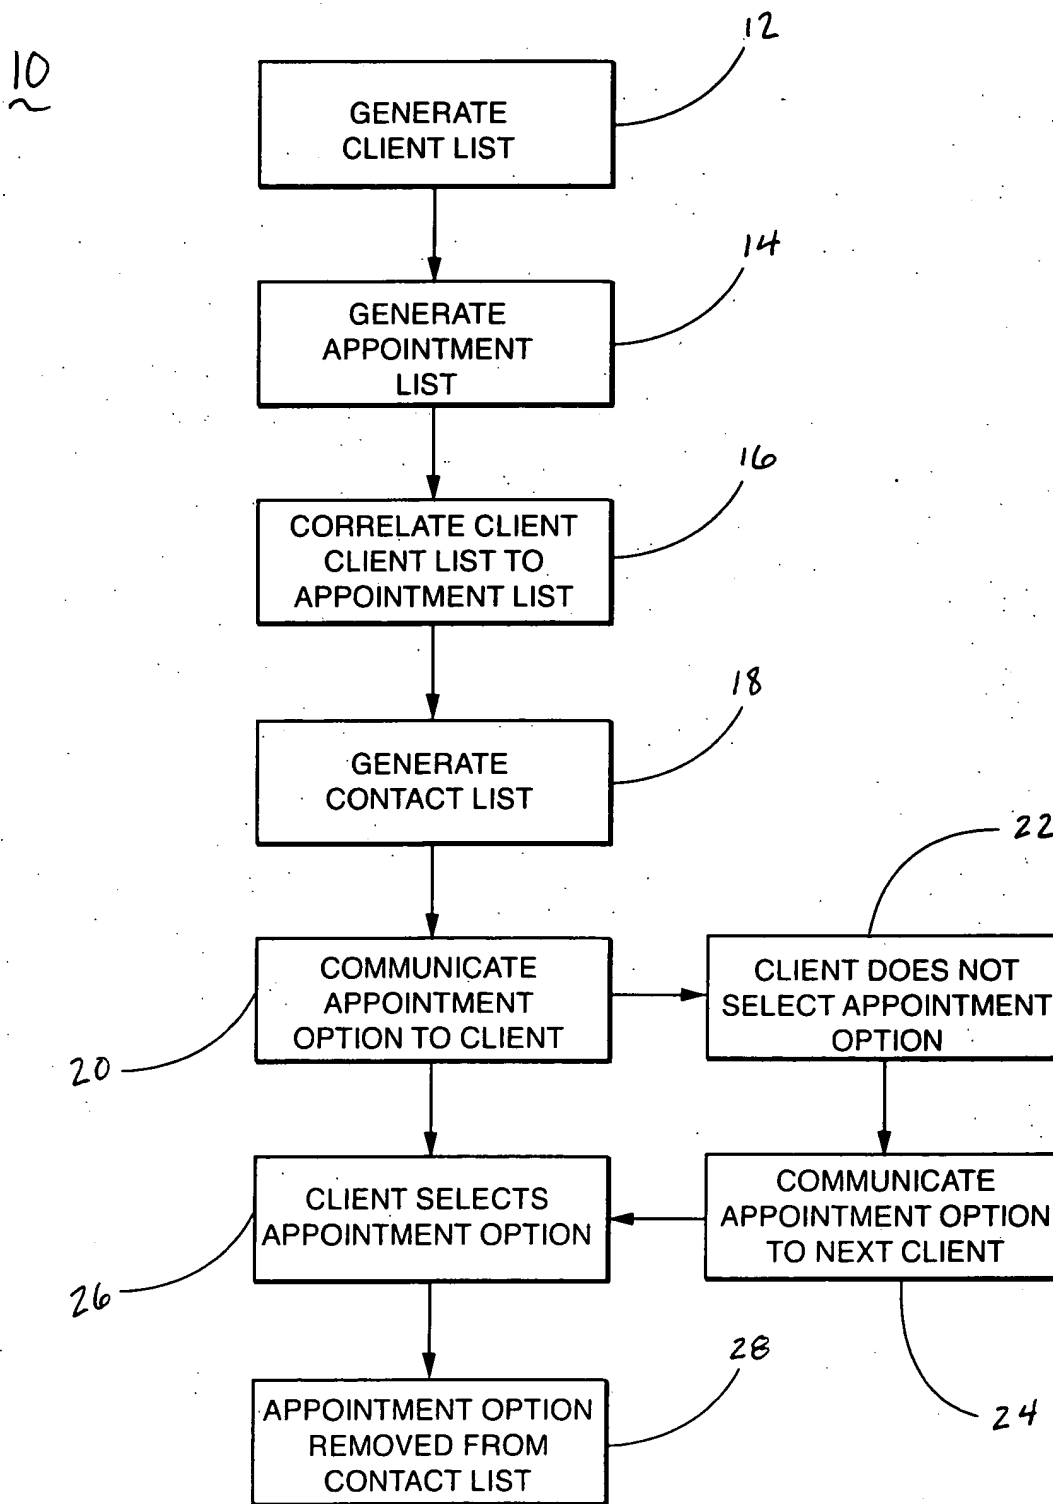 10
12
GENERATE
CLIENT LIST
14
GENERATE
APPOINTMENT
LIST
16
CORRELATE CLIENT
CLIENT LIST TO
APPOINTMENT LIST
18
GENERATE
CONTACT LIST
22
COMMUNICATE
APPOINTMENT
OPTION TO CLIENT
20
CLIENT DOES NOT
SELECT APPOINTMENT
OPTION
CLIENT SELECTS
APPOINTMENT OPTION
26
COMMUNICATE
APPOINTMENT OPTION
TO NEXT CLIENT
24
28
APPOINTMENT OPTION
REMOVED FROM
CONTACT LIST